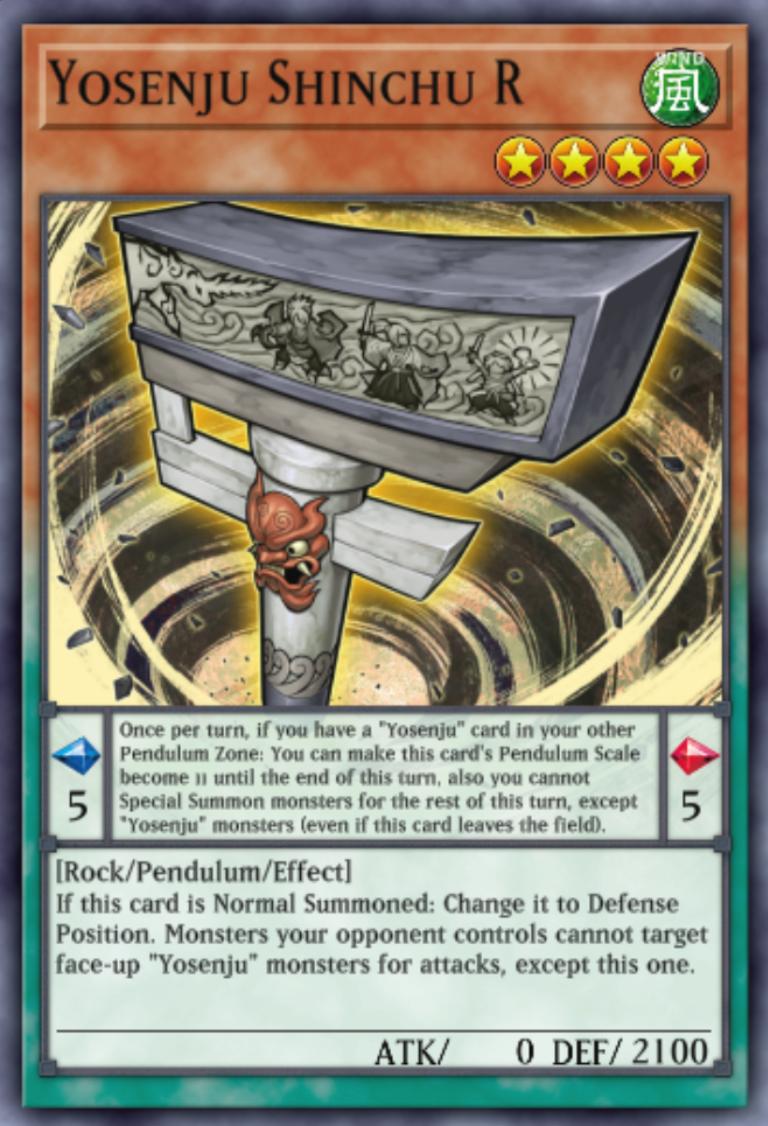 Yosenju Shinchu R
WIND
風
Once per turn, if you have a "Yosenju" card in your other
Pendulum Zone: You can make this card's Pendulum Scale
become 11 until the end of this turn, also you cannot
Special Summon monsters for the rest of this turn, except
"Yosenju" monsters (even if this card leaves the field).
5
5
[Rock/Pendulum/Effect]
If this card is Normal Summoned: Change it to Defense
Position. Monsters your opponent controls cannot target
face-up "Yosenju" monsters for attacks, except this one.
ATK/ 0 DEF/ 2100